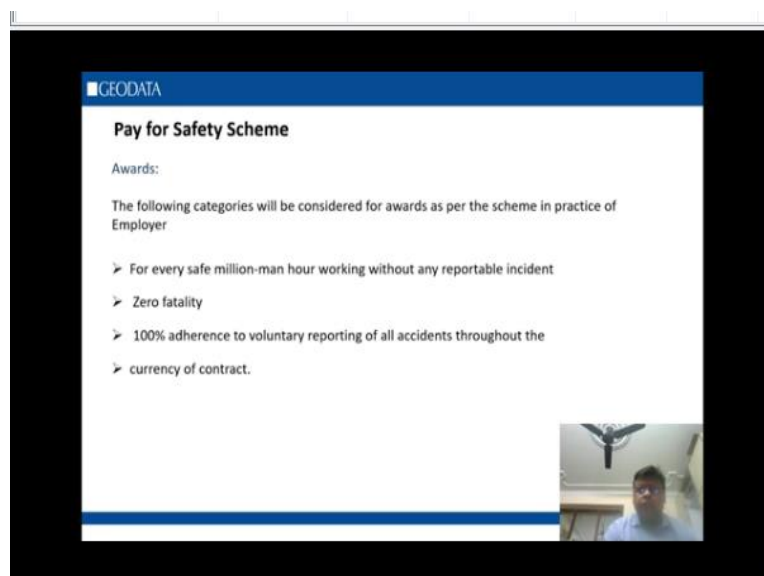 GEODATA
Pay for Safety Scheme
Awards:
The following categories will be considered for awards as per the scheme in practice of
Employer
➢ For every safe million-man hour working without any reportable incident
➢ Zero fatality
➢ 100% adherence to voluntary reporting of all accidents throughout the
➢ currency of contract.